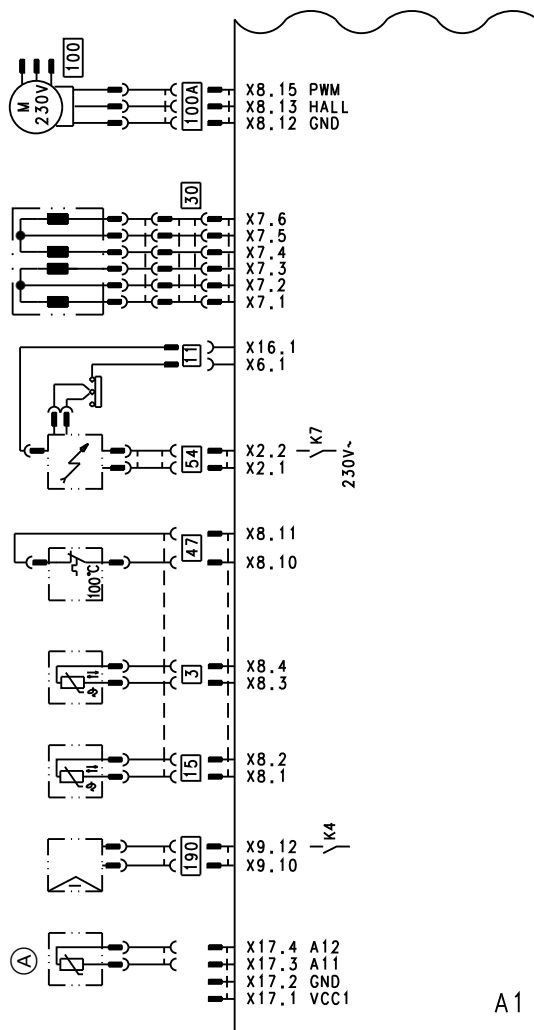 100
M
230V
100A
X8.15 PWM
X8.13 HALL
X8.12 GND
30
X7.6
X7.5
X7.4
X7.3
X7.2
X7.1
11
X16.1
X6.1
54
X2.2
X2.1
K7
230V~
47
X8.11
X8.10
100°C
3
X8.4
X8.3
15
X8.2
X8.1
190
X9.12
X9.10
K4
A
X17.4 A12
X17.3 A11
X17.2 GND
X17.1 VCC1
A1